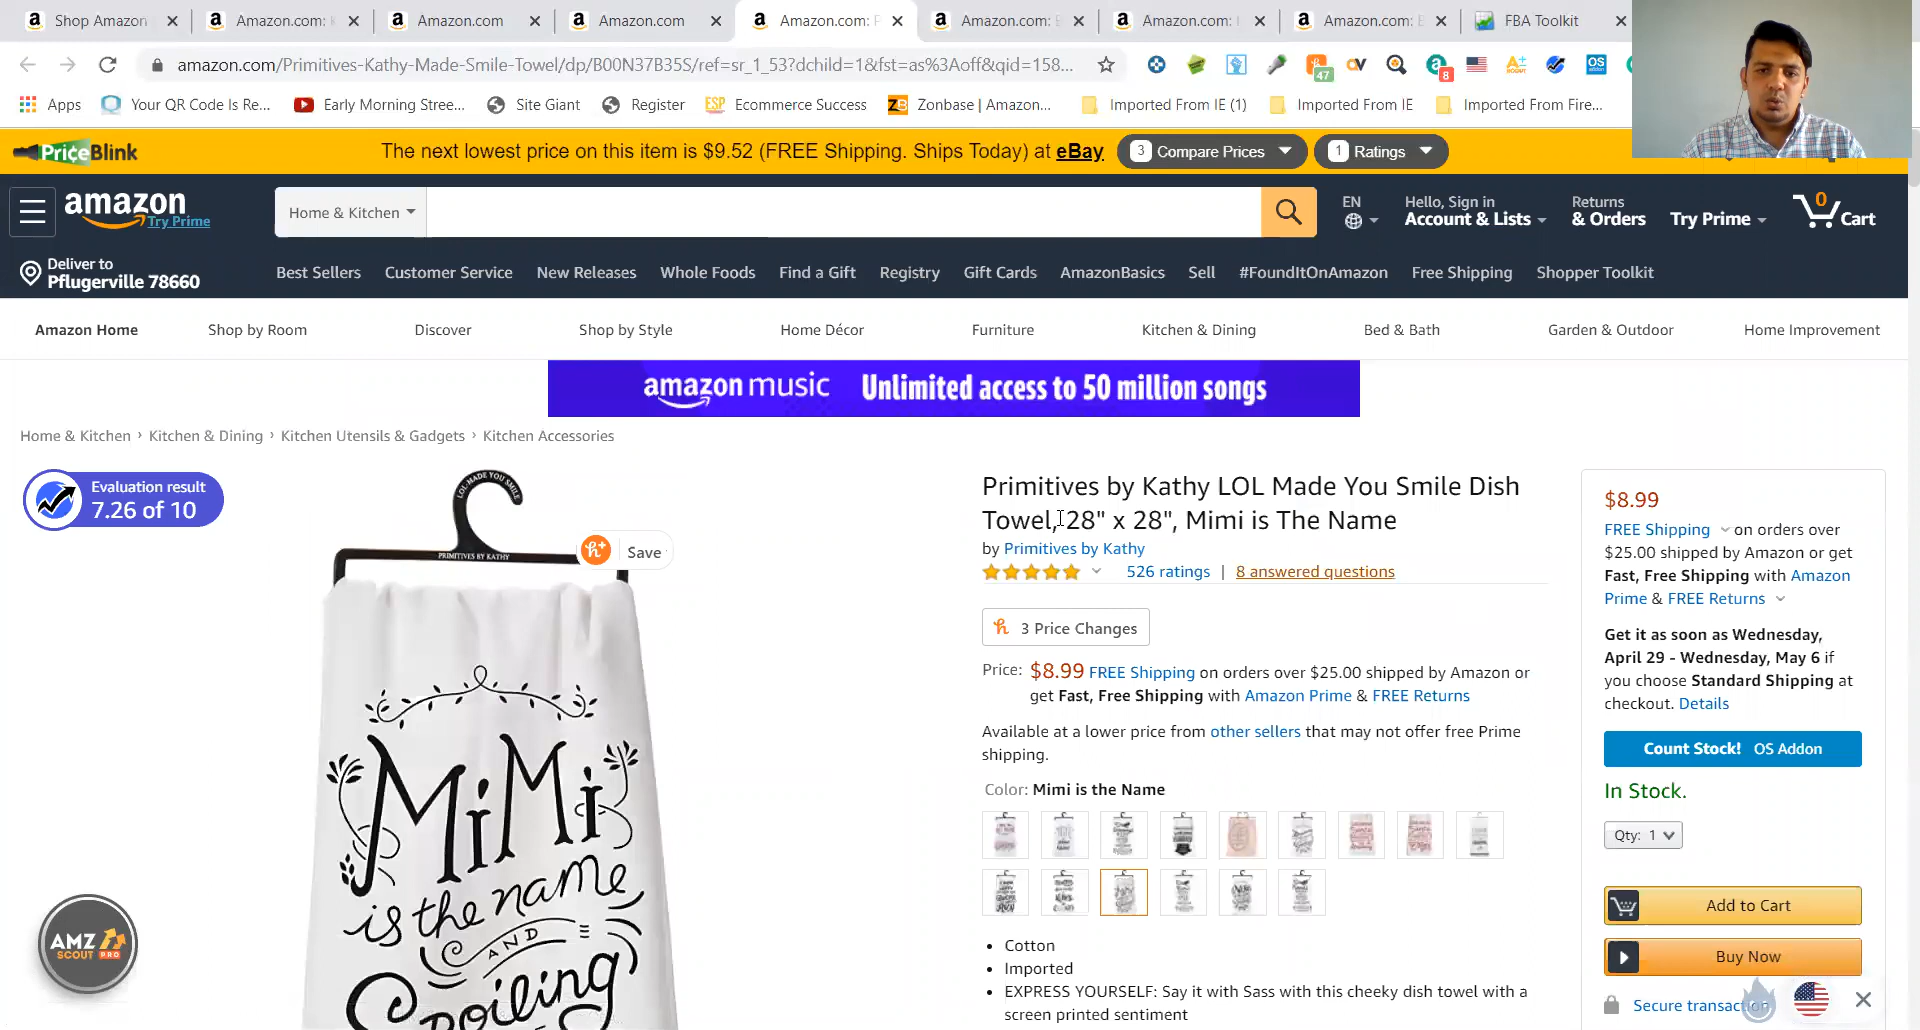 Shop Amazon
Amazon.com:
Amazon.com
Amazon.com
Amazon.com:
Amazon.com:
Amazon.com:
Amazon.com:
FBA Toolkit
amazon.com/Primitives-Kathy-Made-Smile-Towel/dp/B00N37B35S/ref=sr_1_53?dchild=1&fst=as%3Aoff&qid=158...
47
8
OS
Apps
Your QR Code Is Re...
Early Morning Stree...
Site Giant
Register
ESP Ecommerce Success
ZB Zonbase | Amazon...
Imported From IE (1)
Imported From IE
Imported From Fire...
PriceBlink
The next lowest price on this item is $9.52 (FREE Shipping. Ships Today) at eBay
3 Compare Prices
1 Ratings
amazon
Try Prime
Home & Kitchen
EN
Hello, Sign in
Account & Lists
Returns
& Orders
Try Prime
0
Cart
Deliver to
Pflugerville 78660
Best Sellers
Customer Service
New Releases
Whole Foods
Find a Gift
Registry
Gift Cards
AmazonBasics
Sell
#FoundItOnAmazon
Free Shipping
Shopper Toolkit
Amazon Home
Shop by Room
Discover
Shop by Style
Home Décor
Furniture
Kitchen & Dining
Bed & Bath
Garden & Outdoor
Home Improvement
amazon music Unlimited access to 50 million songs
Home & Kitchen › Kitchen & Dining › Kitchen Utensils & Gadgets › Kitchen Accessories
Evaluation result
7.26 of 10
LOL-MADE YOU SMILE
PRIMITIVES BY KATHY
Save
MiMi
is the name
AND
Spoiling
AMZ
SCOUT PRO
Primitives by Kathy LOL Made You Smile Dish
Towel, 28" x 28", Mimi is The Name
by Primitives by Kathy
526 ratings | 8 answered questions
3 Price Changes
Price: $8.99 FREE Shipping on orders over $25.00 shipped by Amazon or
get Fast, Free Shipping with Amazon Prime & FREE Returns
Available at a lower price from other sellers that may not offer free Prime
shipping.
Color: Mimi is the Name
• Cotton
• Imported
• EXPRESS YOURSELF: Say it with Sass with this cheeky dish towel with a
screen printed sentiment
$8.99
FREE Shipping on orders over
$25.00 shipped by Amazon or get
Fast, Free Shipping with Amazon
Prime & FREE Returns
Get it as soon as Wednesday,
April 29 - Wednesday, May 6 if
you choose Standard Shipping at
checkout. Details
Count Stock! OS Addon
In Stock.
Qty: 1
Add to Cart
Buy Now
Secure transaction